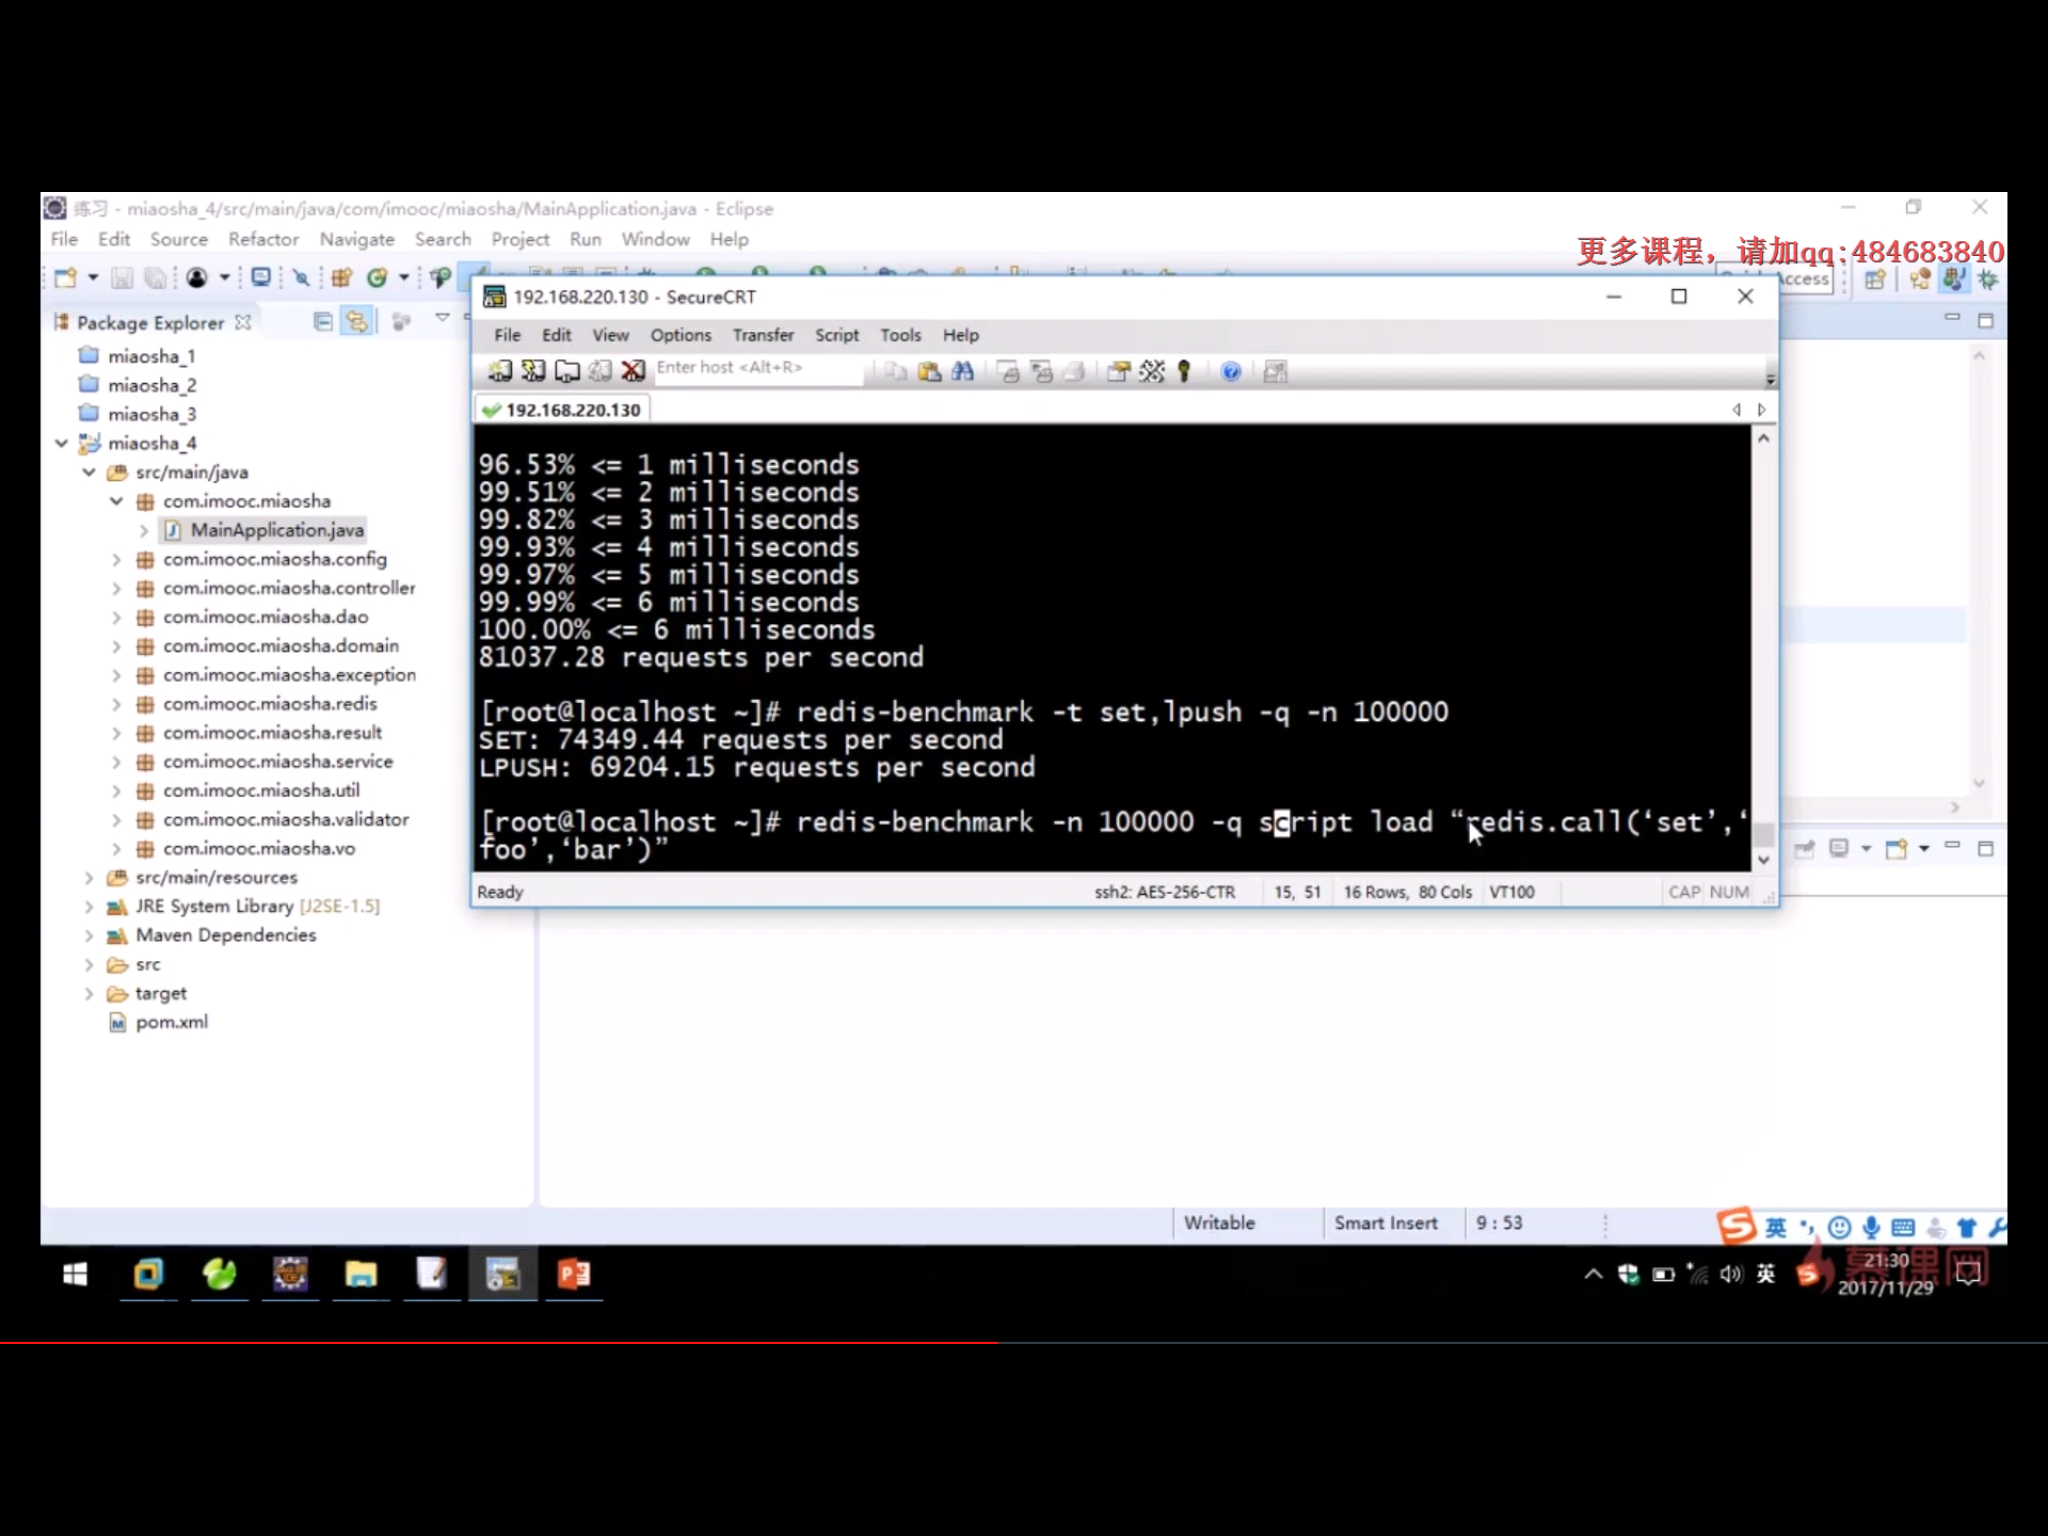 练习 - miaosha_4/src/main/java/com/imooc/miaosha/MainApplication.java - Eclipse
File Edit Source Refactor Navigate Search Project Run Window Help
更多课程，请加qq:484683840
Access
192.168.220.130 - SecureCRT
File Edit View Options Transfer Script Tools Help
Enter host <Alt+R>
192.168.220.130
Package Explorer
miaosha_1
miaosha_2
miaosha_3
miaosha_4
src/main/java
com.imooc.miaosha
MainApplication.java
com.imooc.miaosha.config
com.imooc.miaosha.controller
com.imooc.miaosha.dao
com.imooc.miaosha.domain
com.imooc.miaosha.exception
com.imooc.miaosha.redis
com.imooc.miaosha.result
com.imooc.miaosha.service
com.imooc.miaosha.util
com.imooc.miaosha.validator
com.imooc.miaosha.vo
src/main/resources
JRE System Library [J2SE-1.5]
Maven Dependencies
src
target
pom.xml
96.53% <= 1 milliseconds
99.51% <= 2 milliseconds
99.82% <= 3 milliseconds
99.93% <= 4 milliseconds
99.97% <= 5 milliseconds
99.99% <= 6 milliseconds
100.00% <= 6 milliseconds
81037.28 requests per second
[root@localhost ~]# redis-benchmark -t set,lpush -q -n 100000
SET: 74349.44 requests per second
LPUSH: 69204.15 requests per second
[root@localhost ~]# redis-benchmark -n 100000 -q script load “redis.call(‘set’,‘
foo’,‘bar’)”
Ready ssh2: AES-256-CTR 15, 51 16 Rows, 80 Cols VT100 CAP NUM
Writable Smart Insert 9 : 53
英
英
慕课网
21:30
2017/11/29